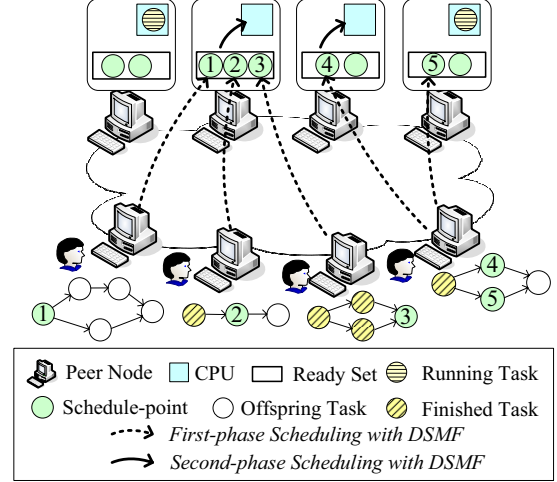 1 2 3 4 5
4
1 2 3 5
Peer Node CPU Ready Set Running Task
Schedule-point Offspring Task Finished Task
First-phase Scheduling with DSMF
Second-phase Scheduling with DSMF